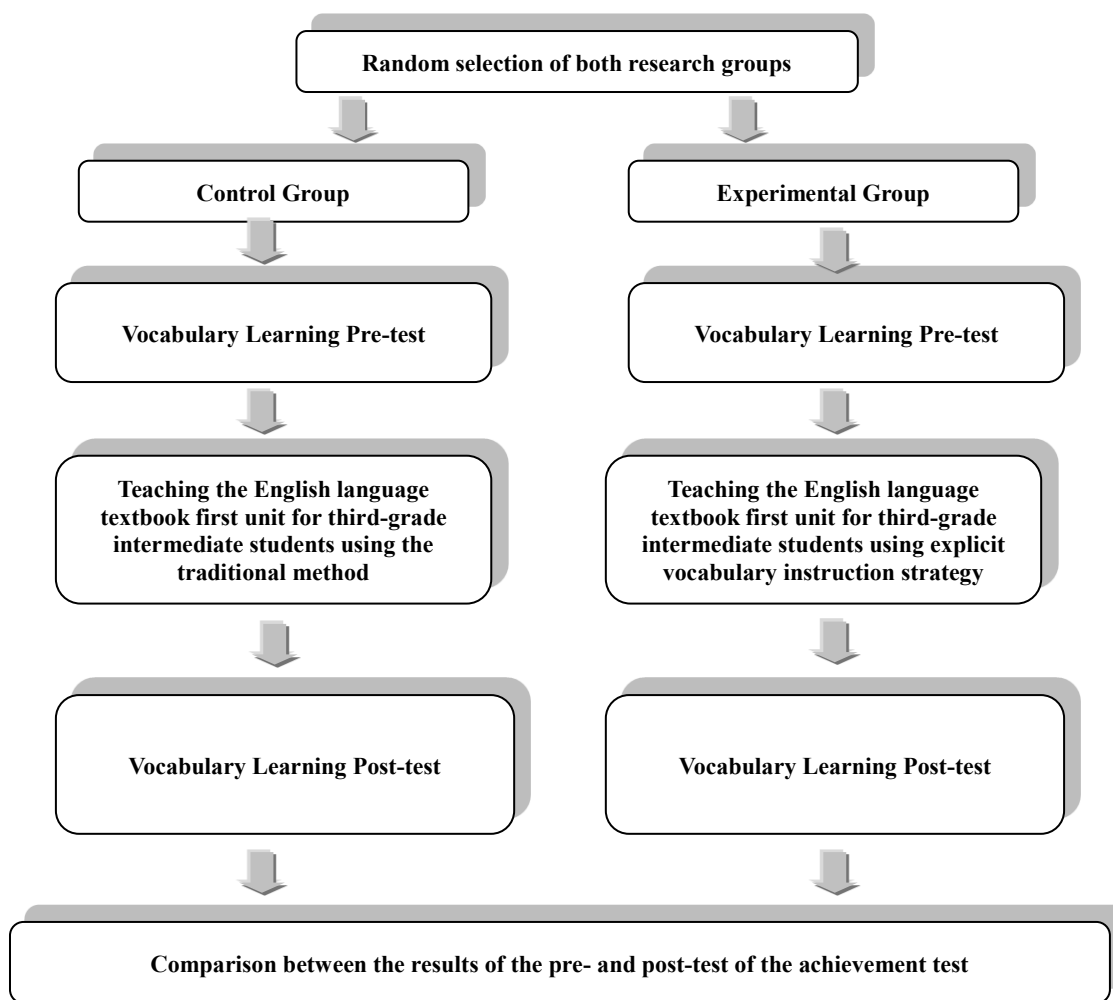 Random selection of both research groups
Control Group
Experimental Group
Vocabulary Learning Pre-test
Vocabulary Learning Pre-test
Teaching the English language
textbook first unit for third-grade
intermediate students using the
traditional method
Teaching the English language
textbook first unit for third-grade
intermediate students using explicit
vocabulary instruction strategy
Vocabulary Learning Post-test
Vocabulary Learning Post-test
Comparison between the results of the pre- and post-test of the achievement test